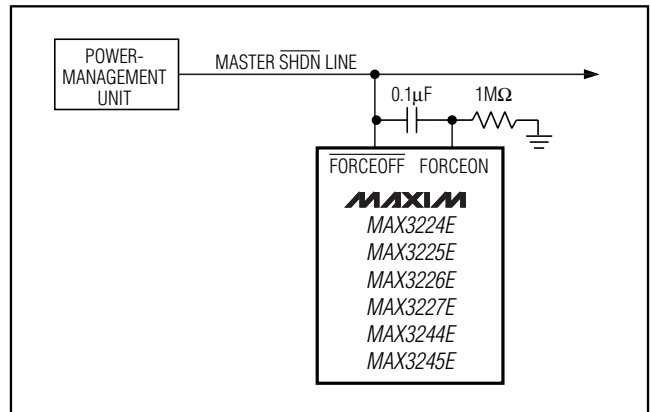 POWER-
MANAGEMENT
UNIT
MASTER SHDN LINE
0.1μF
1MΩ
FORCEOFF FORCEON
MAXIM
MAX3224E
MAX3225E
MAX3226E
MAX3227E
MAX3244E
MAX3245E